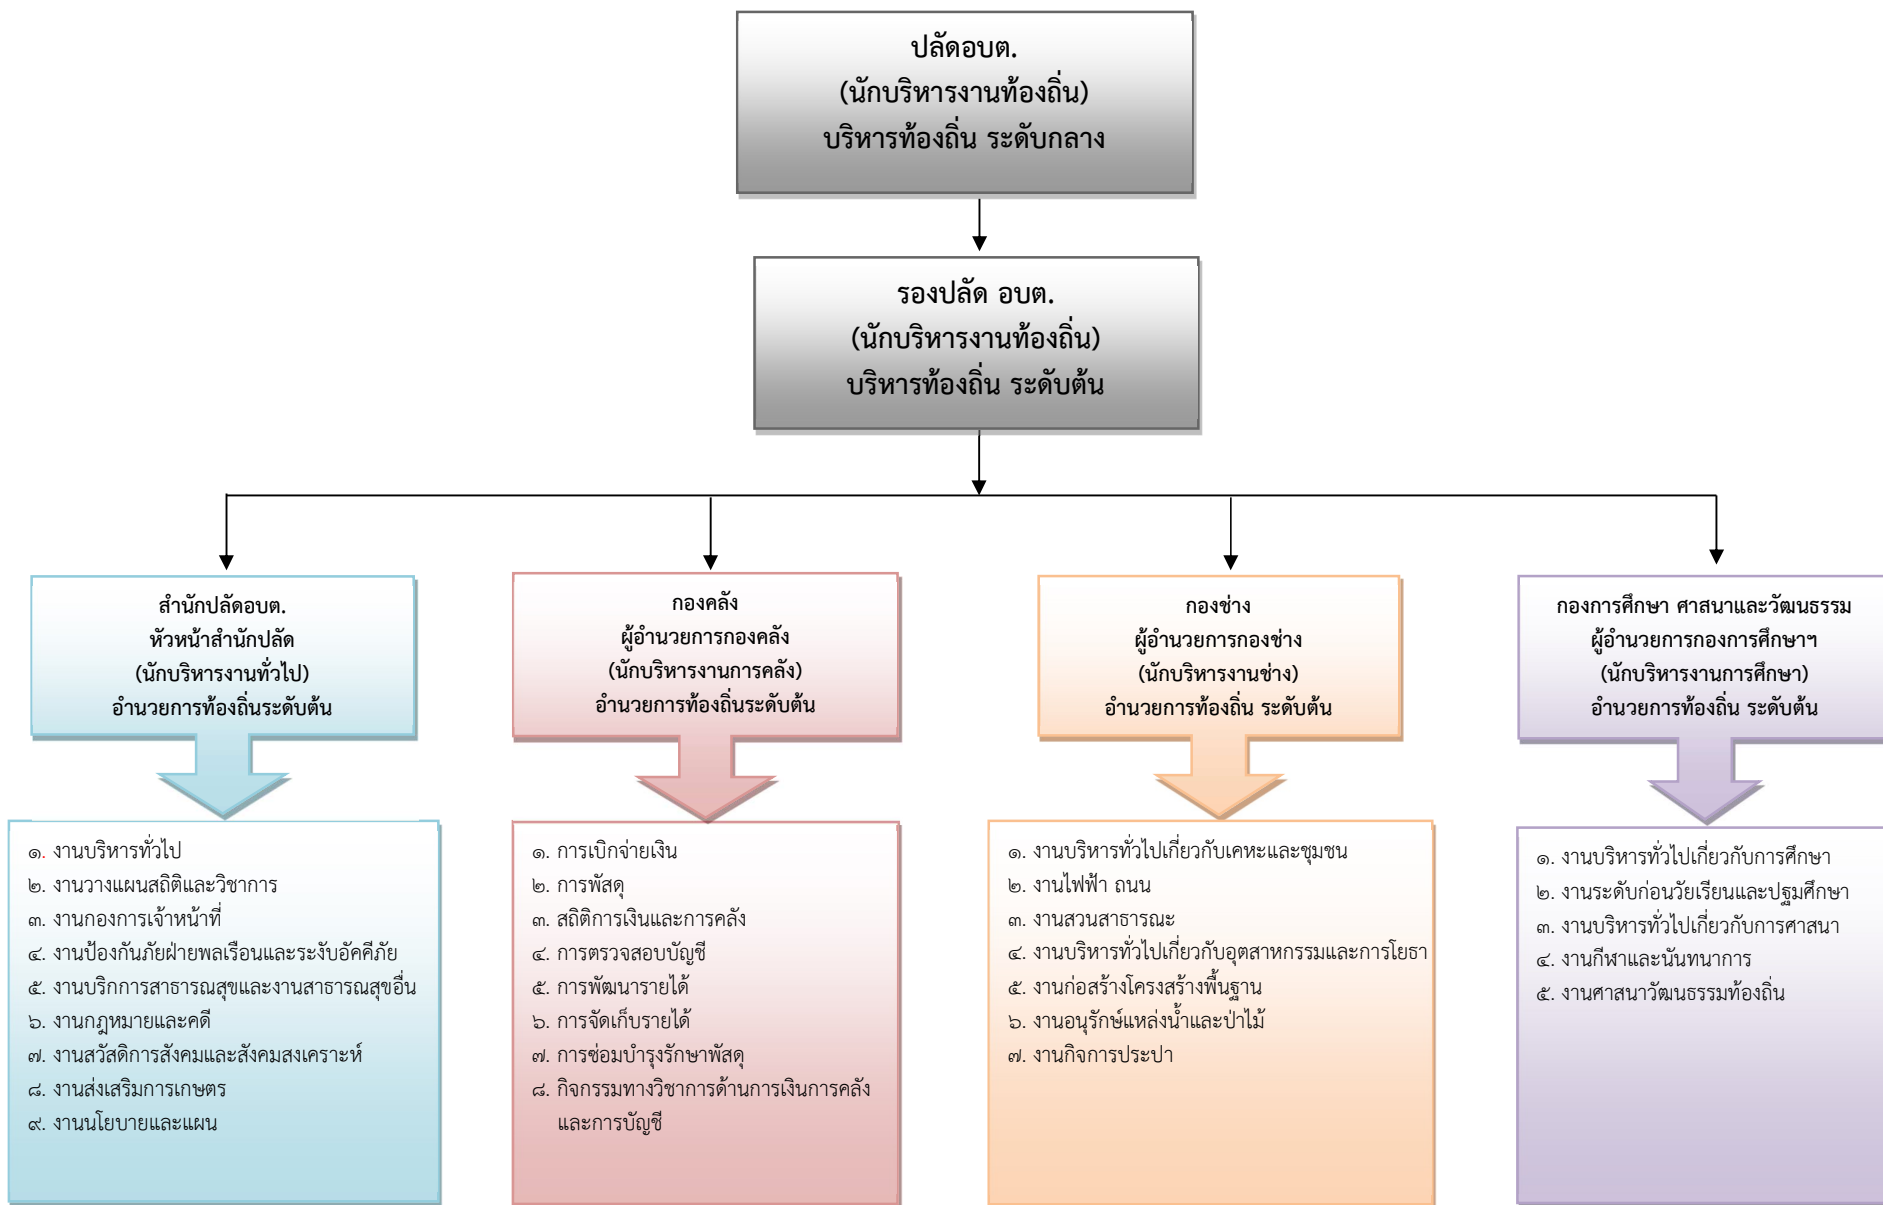 ปลัดอบต.
(นักบริหารงานท้องถิ่น)
บริหารท้องถิ่น ระดับกลาง
รองปลัด อบต.
(นักบริหารงานท้องถิ่น)
บริหารท้องถิ่น ระดับต้น
สำนักปลัดอบต.
หัวหน้าสำนักปลัด
(นักบริหารงานทั่วไป)
อำนวยการท้องถิ่นระดับต้น
กองคลัง
ผู้อำนวยการกองคลัง
(นักบริหารงานการคลัง)
อำนวยการท้องถิ่นระดับต้น
กองช่าง
ผู้อำนวยการกองช่าง
(นักบริหารงานช่าง)
อำนวยการท้องถิ่น ระดับต้น
กองการศึกษา ศาสนาและวัฒนธรรม
ผู้อำนวยการกองการศึกษาฯ
(นักบริหารงานการศึกษา)
อำนวยการท้องถิ่น ระดับต้น
๑. งานบริหารทั่วไป
๒. งานวางแผนสถิติและวิชาการ
๓. งานกองการเจ้าหน้าที่
๔. งานป้องกันภัยฝ่ายพลเรือนและระงับอัคคีภัย
๕. งานบริการสาธารณสุขและงานสาธารณสุขอื่น
๖. งานกฎหมายและคดี
๗. งานสวัสดิการสังคมและสังคมสงเคราะห์
๘. งานส่งเสริมการเกษตร
๙. งานนโยบายและแผน
๑. การเบิกจ่ายเงิน
๒. การพัสดุ
๓. สถิติการเงินและการคลัง
๔. การตรวจสอบบัญชี
๕. การพัฒนารายได้
๖. การจัดเก็บรายได้
๗. การซ่อมบำรุงรักษาพัสดุ
๘. กิจกรรมทางวิชาการด้านการเงินการคลัง
และการบัญชี
๑. งานบริหารทั่วไปเกี่ยวกับเคหะและชุมชน
๒. งานไฟฟ้า ถนน
๓. งานสวนสาธารณะ
๔. งานบริหารทั่วไปเกี่ยวกับอุตสาหกรรมและการโยธา
๕. งานก่อสร้างโครงสร้างพื้นฐาน
๖. งานอนุรักษ์แหล่งน้ำและป่าไม้
๗. งานกิจการประปา
๑. งานบริหารทั่วไปเกี่ยวกับการศึกษา
๒. งานระดับก่อนวัยเรียนและปฐมศึกษา
๓. งานบริหารทั่วไปเกี่ยวกับการศาสนา
๔. งานกีฬาและนันทนาการ
๕. งานศาสนาวัฒนธรรมท้องถิ่น